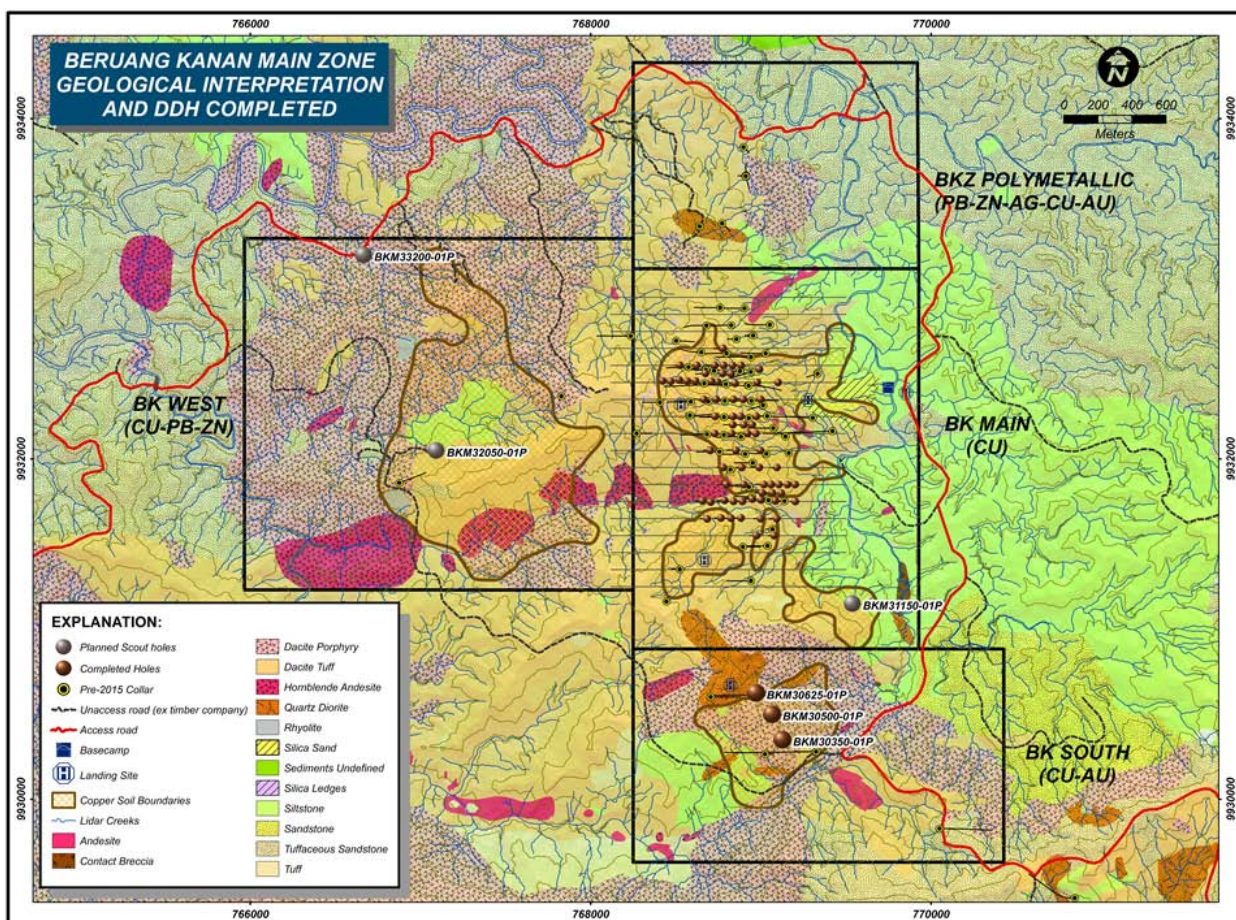 766000
768000
770000
BERUANG KANAN MAIN ZONE
GEOLOGICAL INTERPRETATION
AND DDH COMPLETED
N
0 200 400 600
Meters
9934000
9934000
BKZ POLYMETALLIC
(PB-ZN-AG-CU-AU)
BKM33200-01P
BK WEST
(CU-PB-ZN)
BK MAIN
(CU)
9932000
9932000
BKM32050-01P
H
H
H
BKM31150-01P
H
BKM30625-01P
BKM30500-01P
BKM30350-01P
BK SOUTH
(CU-AU)
9930000
9930000
EXPLANATION:
Planned Scout holes
Completed Holes
Pre-2015 Collar
Unaccess road (ex timber company)
Access road
Basecamp
H
Landing Site
Copper Soil Boundaries
Lidar Creeks
Andesite
Contact Breccia
Dacite Porphyry
Dacite Tuff
Hornblende Andesite
Quartz Diorite
Rhyolite
Silica Sand
Sediments Undefined
Silica Ledges
Siltstone
Sandstone
Tuffaceous Sandstone
Tuff
766000
768000
770000